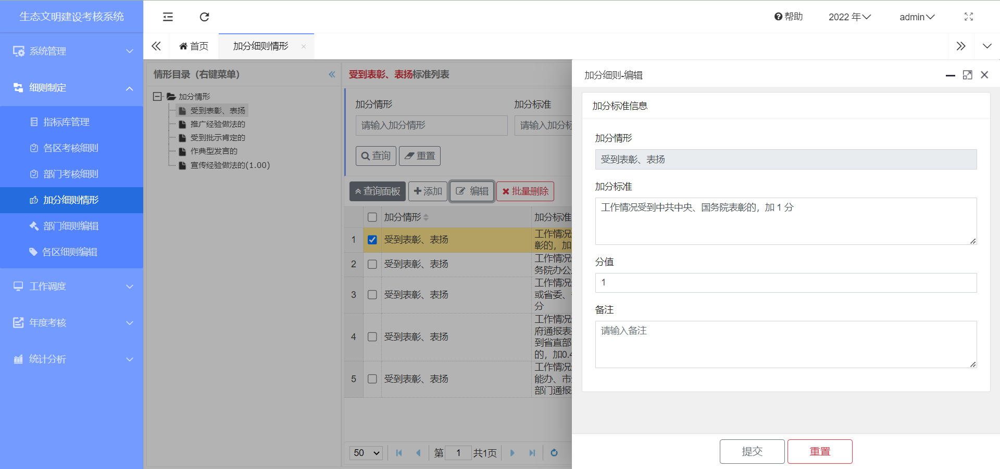 生态文明建设考核系统
帮助
2022 年
admin
系统管理
细则制定
指标库管理
各区考核细则
部门考核细则
加分细则情形
部门细则编辑
各区细则编辑
工作调度
年度考核
统计分析
首页
加分细则情形
情形目录（右键菜单）
加分情形
受到表彰、表扬
推广经验做法的
受到批示肯定的
作典型发言的
宣传经验做法的(1.00)
受到表彰、表扬标准列表
加分情形
加分标准
请输入加分情形
请输入加分标
查询
重置
查询面板
添加
编辑
批量删除
加分情形
加分标准
1
受到表彰、表扬
工作情况
彰的，加
2
受到表彰、表扬
工作情况
务院办公
3
受到表彰、表扬
工作情况
或省委、
分
4
受到表彰、表扬
工作情况
府通报表
到省直部
的，加0.4
5
受到表彰、表扬
工作情况
能办、市
部门通报
50
第 1 共1页
加分细则-编辑
加分标准信息
加分情形
受到表彰、表扬
加分标准
工作情况受到中共中央、国务院表彰的，加 1 分
分值
1
备注
请输入备注
提交
重置